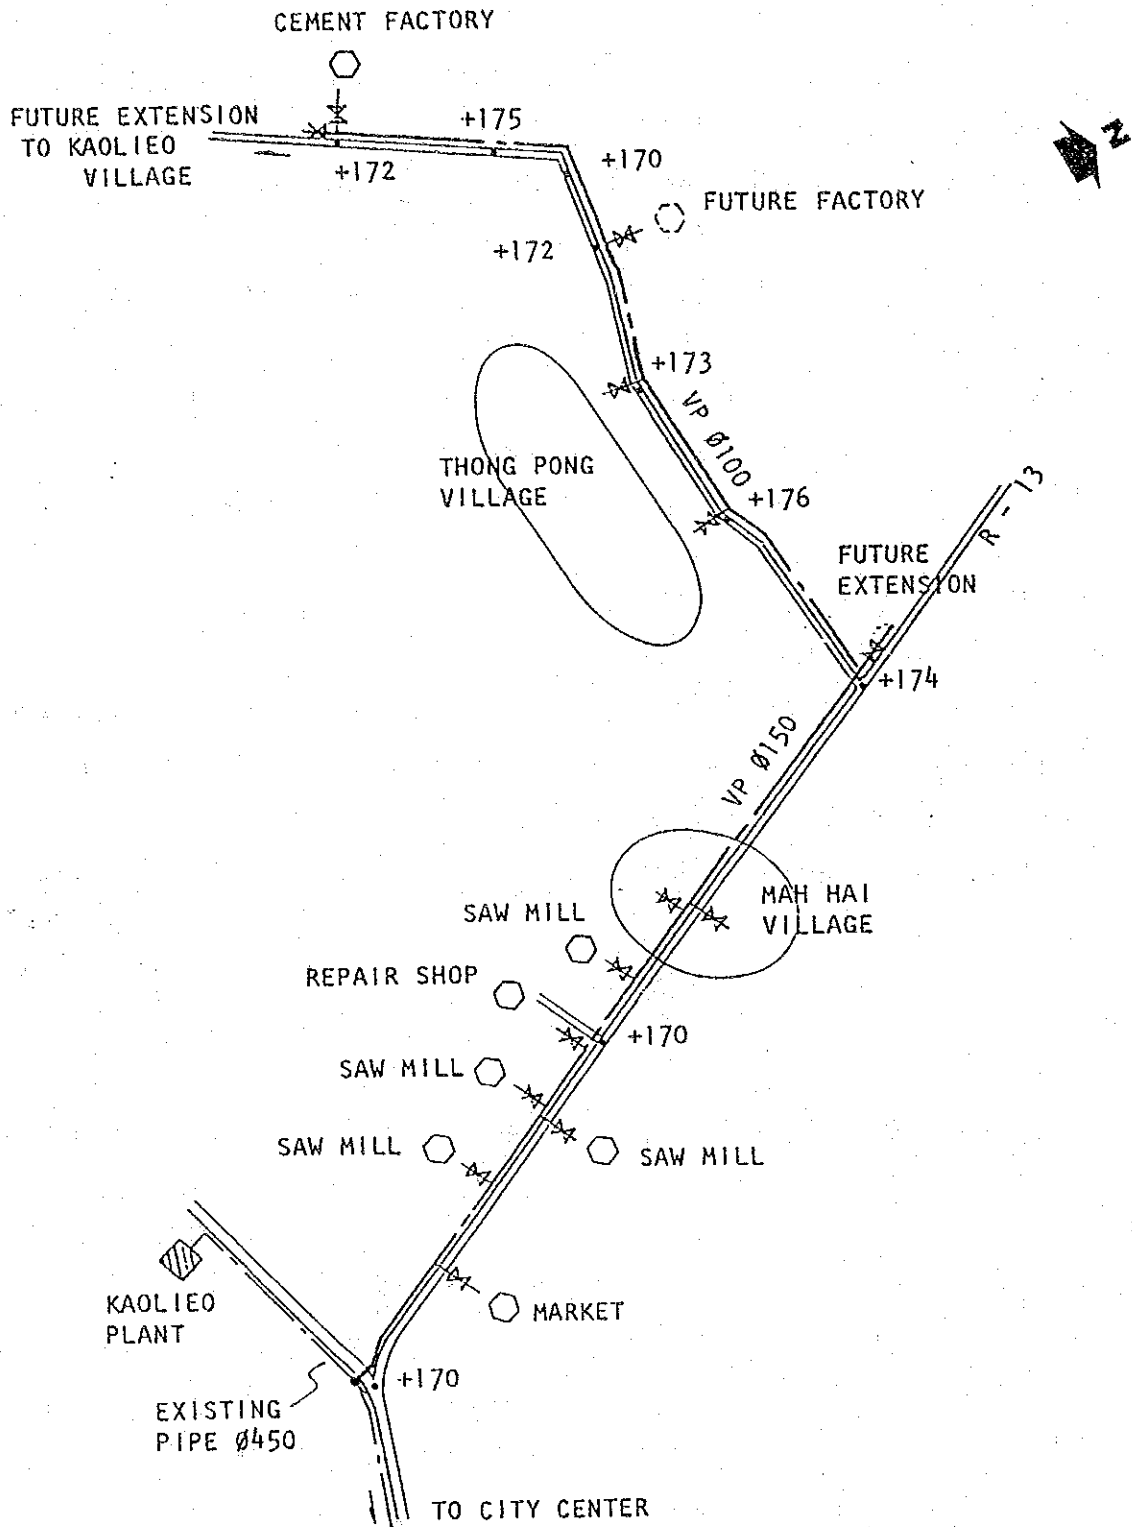 CEMENT FACTORY
FUTURE EXTENSION
TO KAOLIEO
VILLAGE
+175
+172
+170
N
FUTURE FACTORY
+172
+173
VP Ø100
THONG PONG
VILLAGE
+176
R - 13
FUTURE
EXTENSION
+174
VP Ø150
MAH HAI
VILLAGE
SAW MILL
REPAIR SHOP
+170
SAW MILL
SAW MILL
SAW MILL
KAOLIEO
PLANT
MARKET
+170
EXISTING
PIPE Ø450
TO CITY CENTER